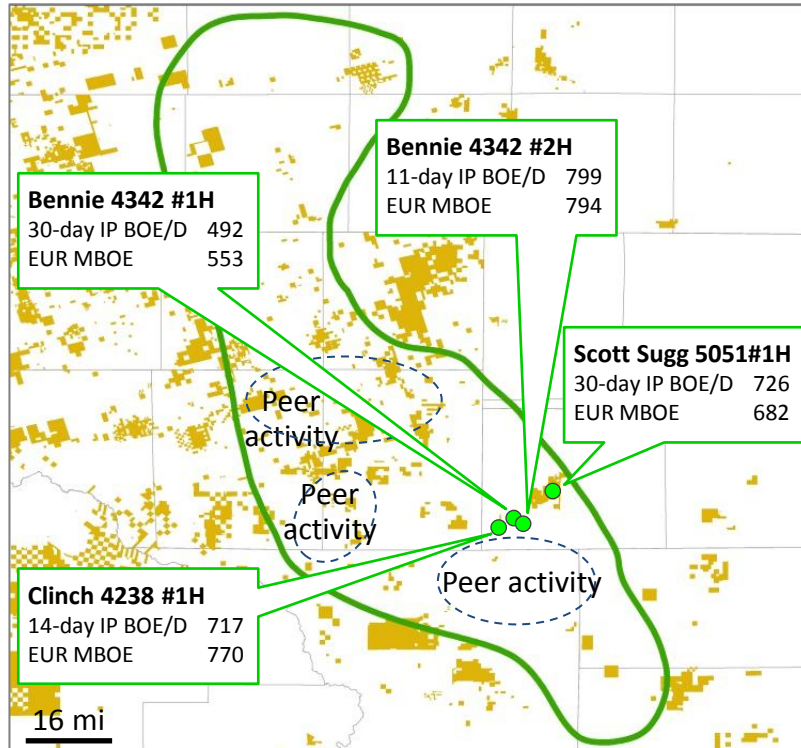 Bennie 4342 #2H
11-day IP BOE/D 799
EUR MBOE 794
Bennie 4342 #1H
30-day IP BOE/D 492
EUR MBOE 553
Scott Sugg 5051#1H
30-day IP BOE/D 726
EUR MBOE 682
Peer
activity
Peer
activity
Peer activity
Clinch 4238 #1H
14-day IP BOE/D 717
EUR MBOE 770
16 mi